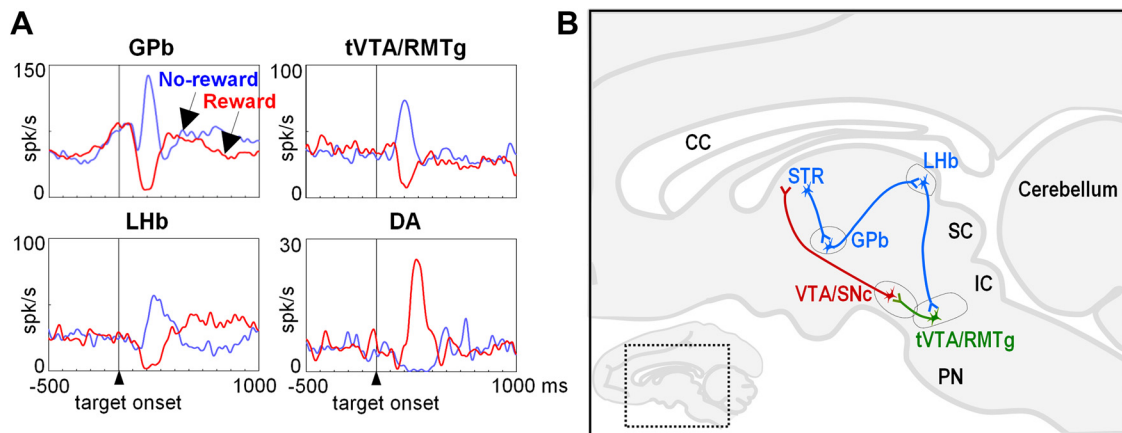 A
GPb
tVTA/RMTg
150
spk/s
0
No-reward
Reward
100
spk/s
0
LHb
DA
100
spk/s
0
30
spk/s
0
-500
1000
target onset
-500
1000 ms
target onset
B
CC
STR
LHb
Cerebellum
GPb
SC
VTA/SNc
IC
tVTA/RMTg
PN